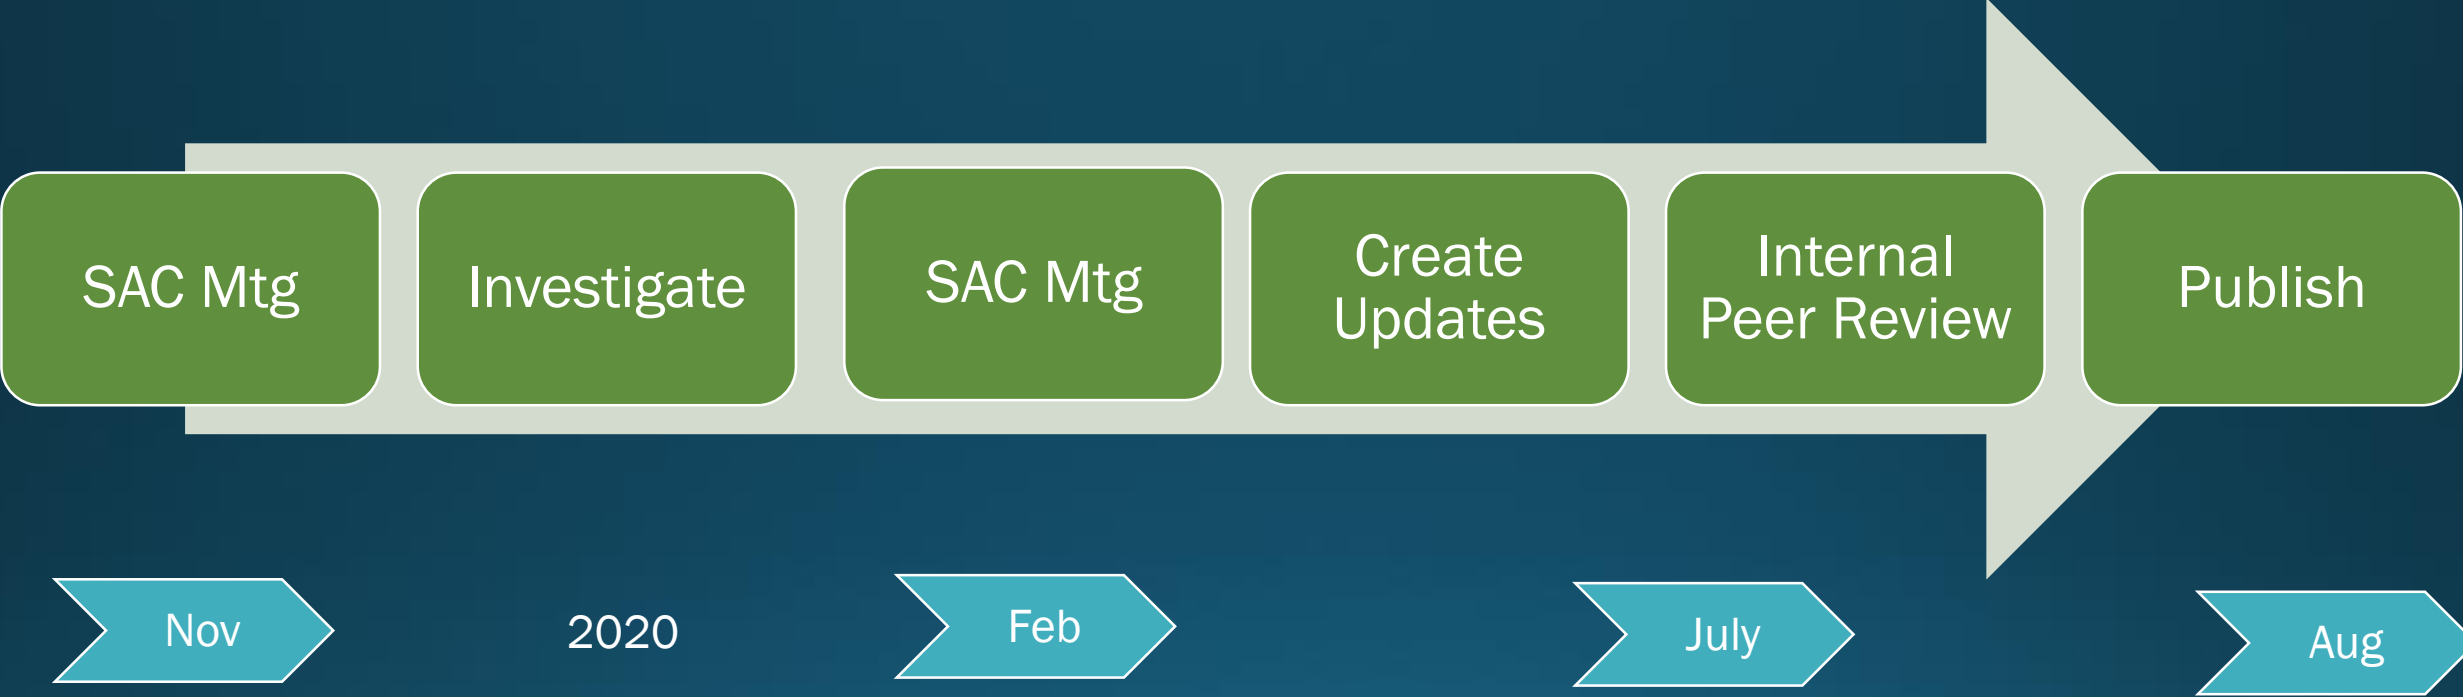 SAC Mtg
Investigate
SAC Mtg
Create
Updates
Internal
Peer Review
Publish
Nov
2020
Feb
July
Aug